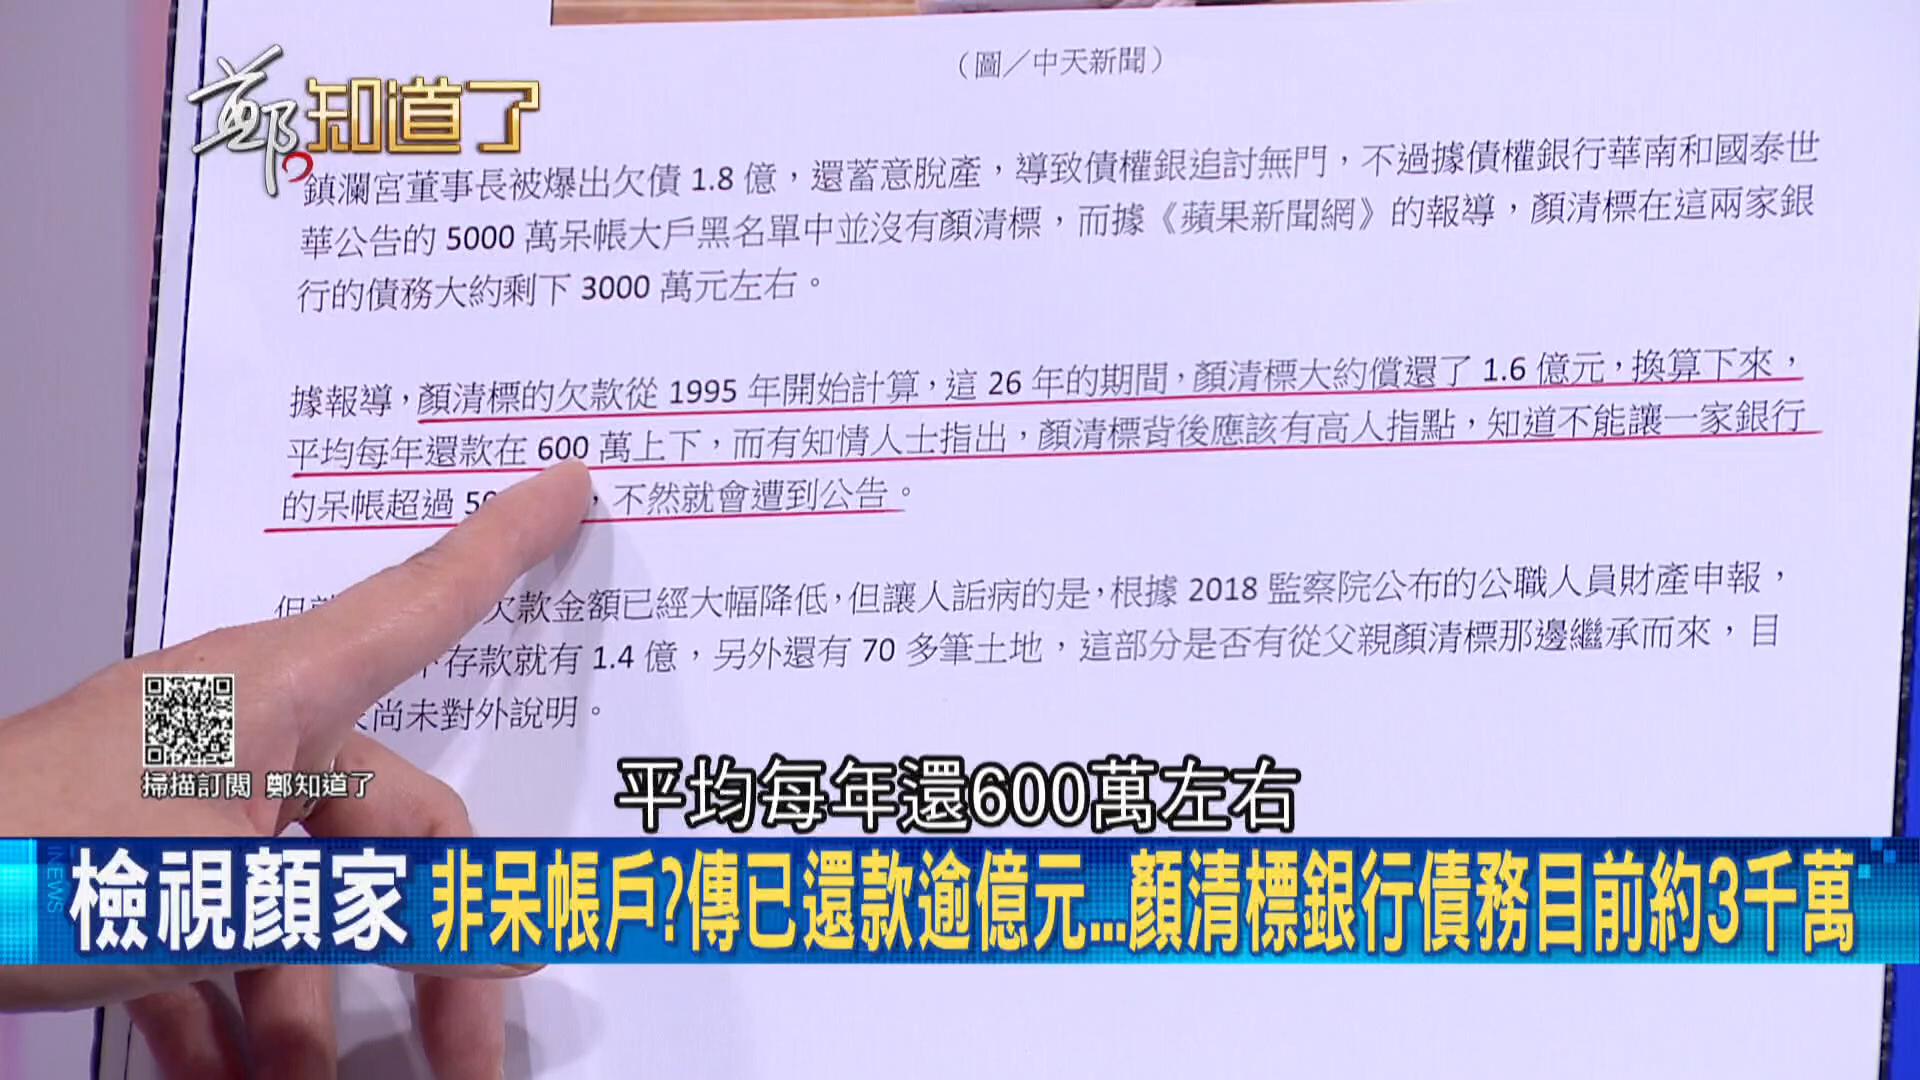 (圖／中天新聞)
鄭知道了
鎮瀾宮董事長被爆出欠債 1.8 億，還蓄意脫產，導致債權銀追討無門，不過據債權銀行華南和國泰世
華公告的 5000 萬呆帳大戶黑名單中並沒有顏清標，而據《蘋果新聞網》的報導，顏清標在這兩家銀
行的債務大約剩下 3000 萬元左右。
據報導，顏清標的欠款從 1995 年開始計算，這 26 年的期間，顏清標大約償還了 1.6 億元，換算下來，
平均每年還款在 600 萬上下，而有知情人士指出，顏清標背後應該有高人指點，知道不能讓一家銀行
的呆帳超過 50 ，不然就會遭到公告。
欠款金額已經大幅降低，但讓人詬病的是，根據 2018 監察院公布的公職人員財產申報，
存款就有 1.4 億，另外還有 70 多筆土地，這部分是否有從父親顏清標那邊繼承而來，目
尚未對外說明。
掃描訂閱 鄭知道了
平均每年還600萬左右
NEWS
檢視顏家 非呆帳戶?傳已還款逾億元...顏清標銀行債務目前約3千萬